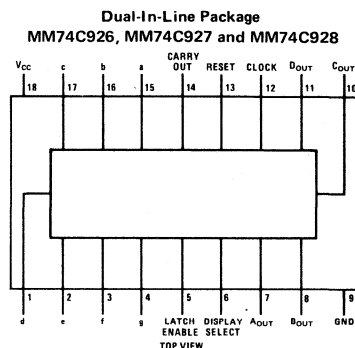 Dual-In-Line Package
MM74C926, MM74C927 and MM74C928
VCC c b a CARRY OUT RESET CLOCK DOUT COUT
18 17 16 15 14 13 12 11 10
1 2 3 4 5 6 7 8 9
d e f g LATCH ENABLE DISPLAY SELECT AOUT BOUT GND
TOP VIEW